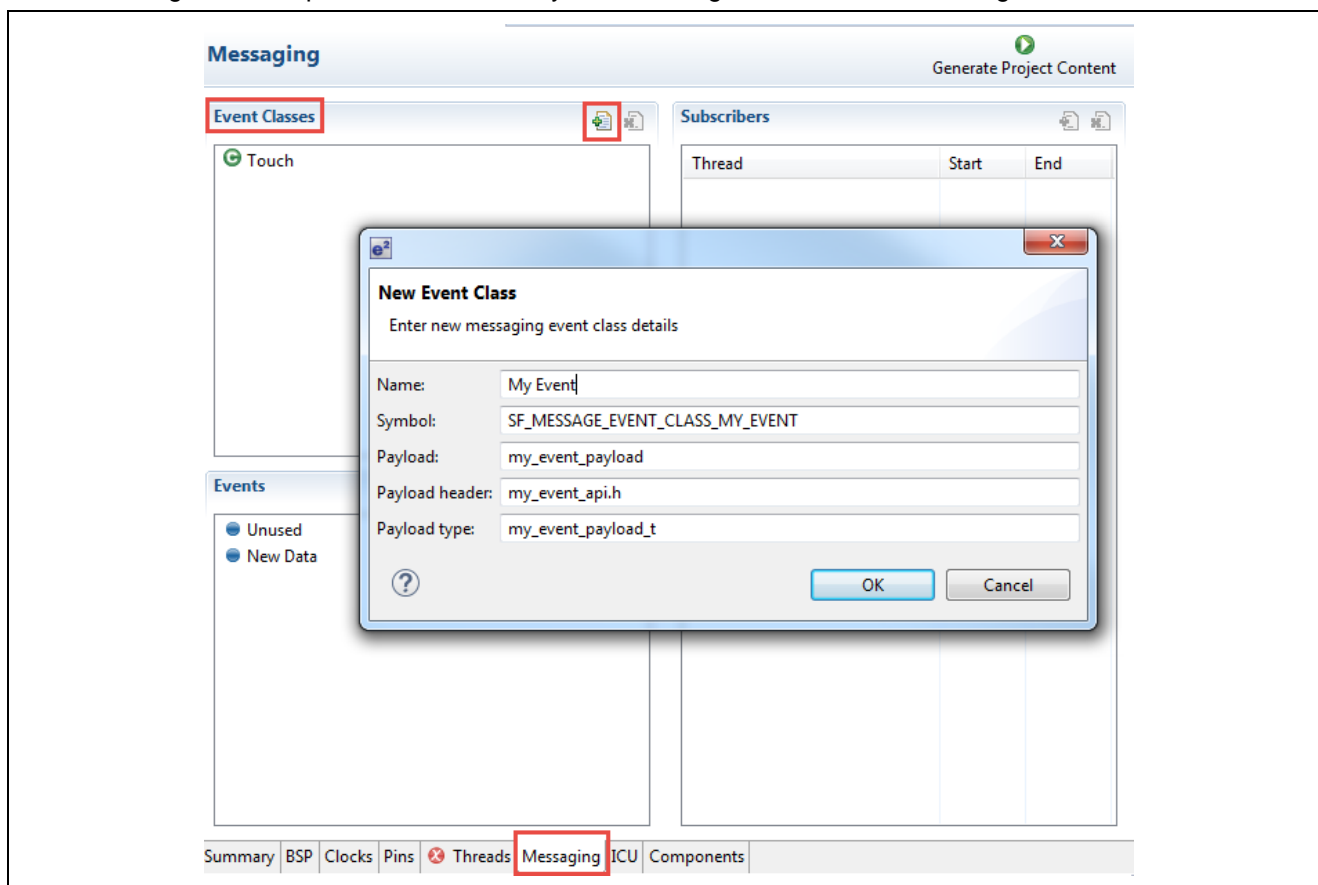 Messaging
Generate Project Content
Event Classes
Subscribers
Touch
Thread Start End
e²
X
New Event Class
Enter new messaging event class details
Name: My Event
Symbol: SF_MESSAGE_EVENT_CLASS_MY_EVENT
Payload: my_event_payload
Payload header: my_event_api.h
Payload type: my_event_payload_t
? OK Cancel
Events
Unused
New Data
Summary BSP Clocks Pins Threads Messaging ICU Components